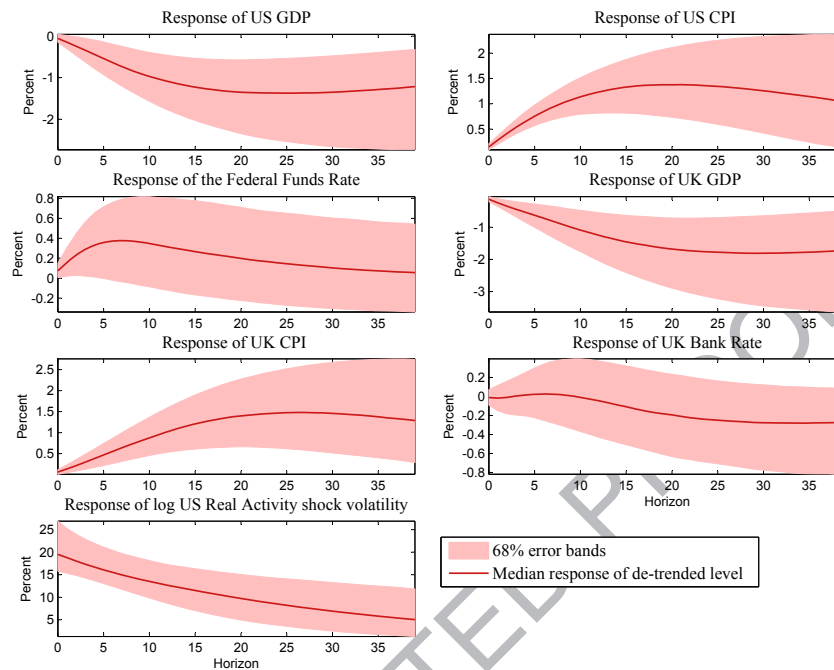 Response of US GDP
Percent
0
-1
-2
0 5 10 15 20 25 30 35
Response of US CPI
Percent
2
1.5
1
0.5
0 5 10 15 20 25 30 35
Response of the Federal Funds Rate
Percent
0.8
0.6
0.4
0.2
0
-0.2
0 5 10 15 20 25 30 35
Response of UK GDP
Percent
-1
-2
-3
0 5 10 15 20 25 30 35
Response of UK CPI
Percent
2.5
2
1.5
1
0.5
0 5 10 15 20 25 30 35
Response of UK Bank Rate
Percent
0.2
0
-0.2
-0.4
-0.6
-0.8
0 5 10 15 20 25 30 35
Horizon
Response of log US Real Activity shock volatility
Percent
25
20
15
10
5
0 5 10 15 20 25 30 35
Horizon
68% error bands
Median response of de-trended level